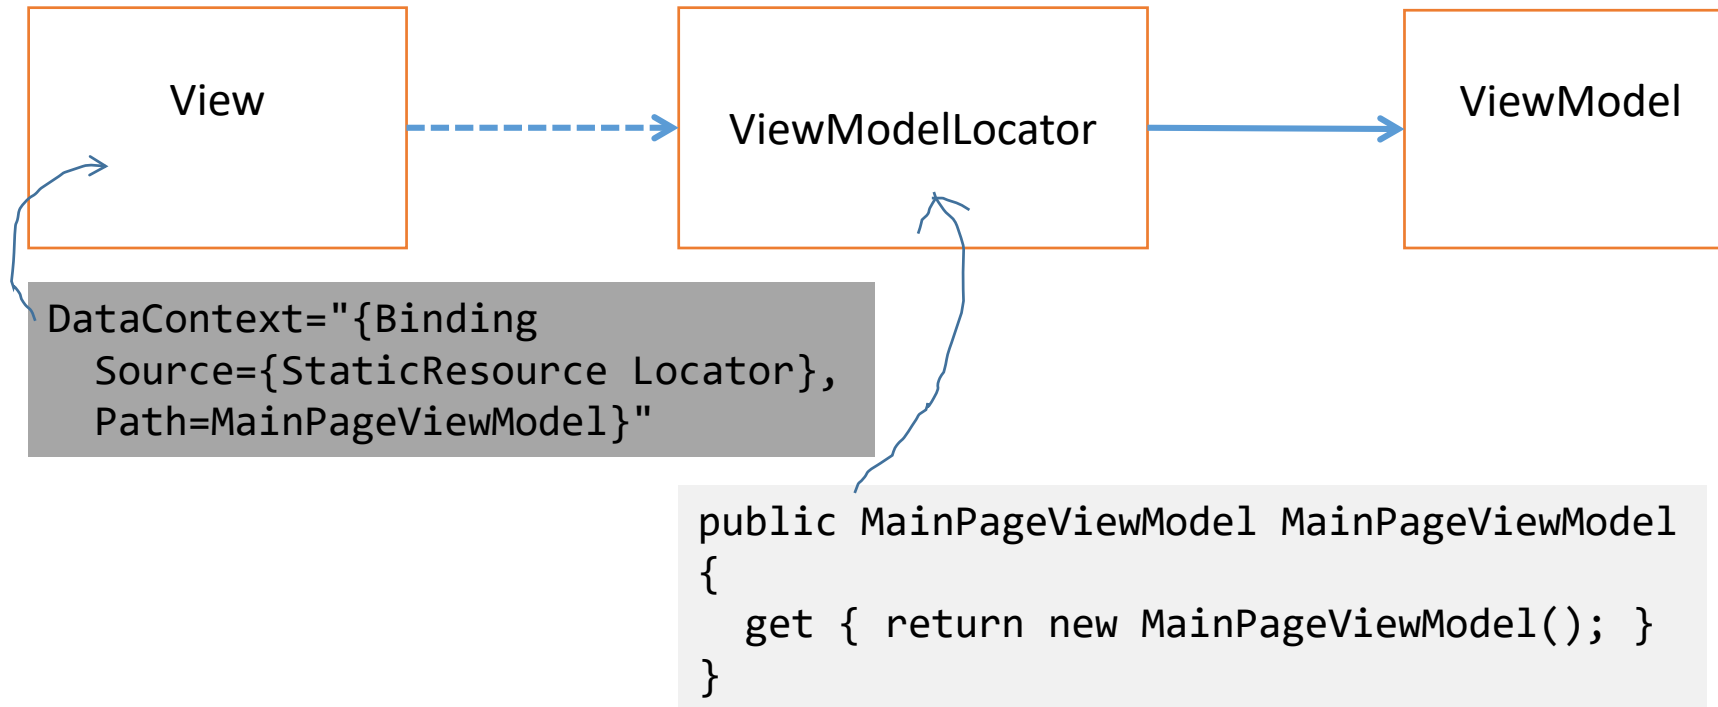 View
ViewModelLocator
ViewModel
DataContext="{Binding
  Source={StaticResource Locator},
  Path=MainPageViewModel}"
public MainPageViewModel MainPageViewModel
{
  get { return new MainPageViewModel(); }
}